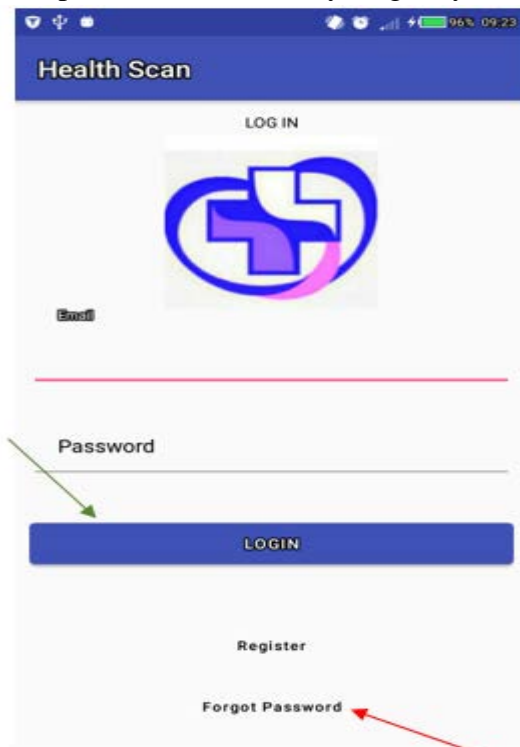 96% 09:23
Health Scan
LOG IN
Email
Password
LOGIN
Register
Forgot Password